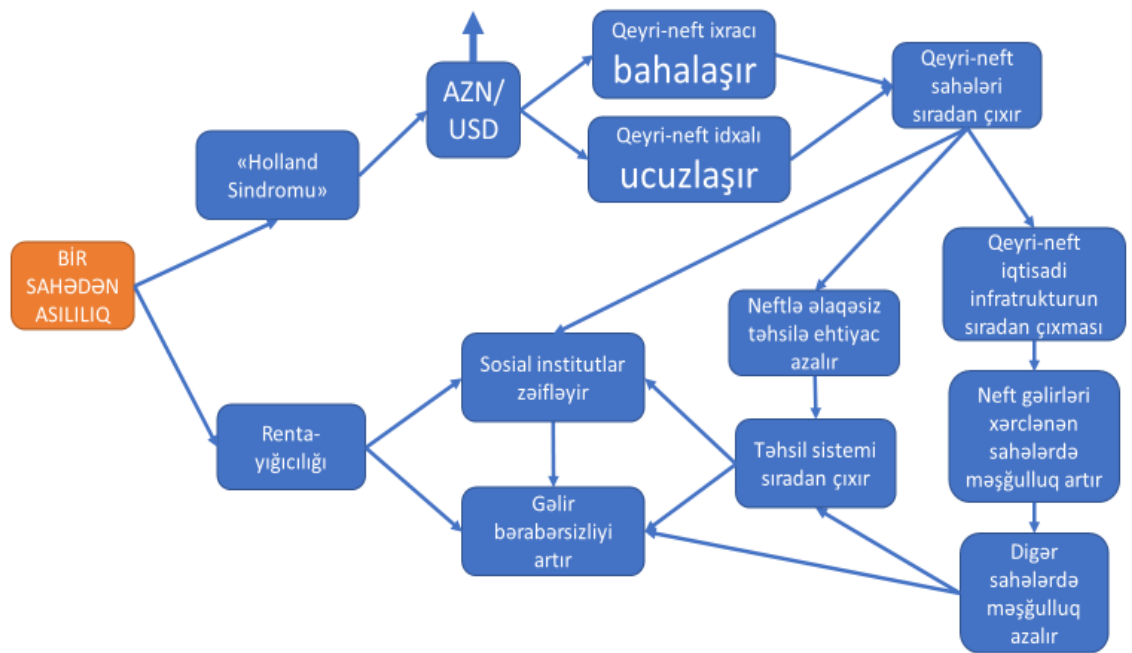 BİR
SAHƏDƏN
ASILILIQ
«Holland
Sindromu»
AZN/
USD
Qeyri-neft ixracı
bahalaşır
Qeyri-neft idxalı
ucuzlaşır
Qeyri-neft
sahələri
sıradan çıxır
Qeyri-neft
iqtisadi
infratrukturun
sıradan çıxması
Neftlə əlaqəsiz
təhsilə ehtiyac
azalır
Sosial institutlar
zəifləyir
Neft gəlirləri
xərclənən
sahələrdə
məşğulluq artır
Renta-
yığıcılığı
Təhsil sistemi
sıradan çıxır
Gəlir
bərabərsizliyi
artır
Digər
sahələrdə
məşğulluq
azalır